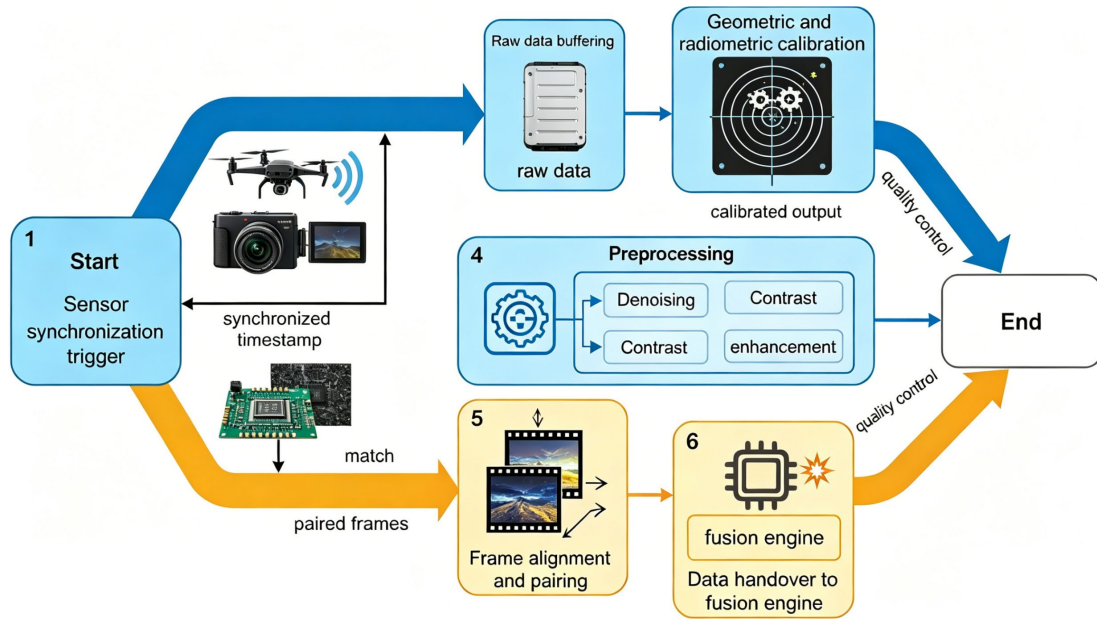 Raw data buffering
raw data
Geometric and
radiometric calibration
calibrated output
quality control
1
Start
Sensor
synchronization
trigger
synchronized
timestamp
4
Preprocessing
Denoising
Contrast
Contrast
enhancement
End
match
paired frames
5
Frame alignment
and pairing
6
fusion engine
Data handover to
fusion engine
quality control